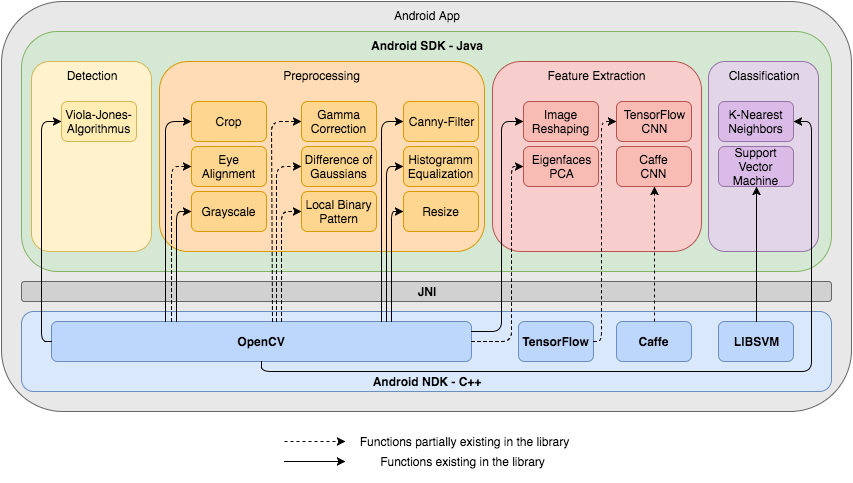 Android App
Android SDK - Java
Detection
Preprocessing
Feature Extraction
Classification
Viola-Jones-
Algorithmus
Crop
Gamma
Correction
Canny-Filter
Image
Reshaping
TensorFlow
CNN
K-Nearest
Neighbors
Eye
Alignment
Difference of
Gaussians
Histogramm
Equalization
Eigenfaces
PCA
Caffe
CNN
Support
Vector
Machine
Grayscale
Local Binary
Pattern
Resize
JNI
OpenCV
TensorFlow
Caffe
LIBSVM
Android NDK - C++
Functions partially existing in the library
Functions existing in the library